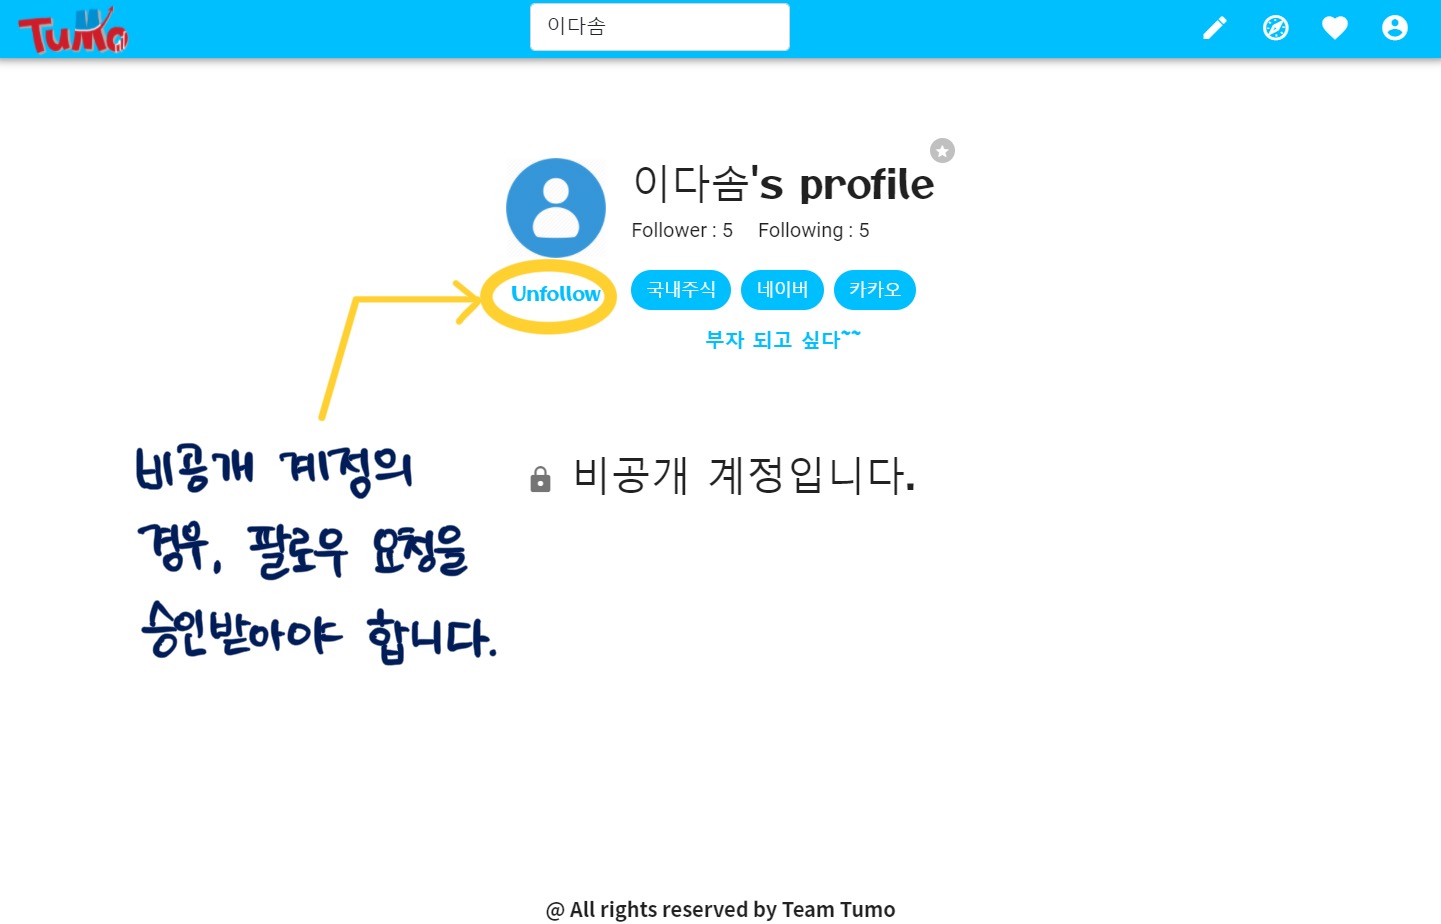 Tumo
이다솜
이다솜's profile
Follower : 5 Following : 5
Unfollow
국내주식 네이버 카카오
부자 되고 싶다~~
비공개 계정의
경우, 팔로우 요청을
승인받아야 합니다.
비공개 계정입니다.
@ All rights reserved by Team Tumo